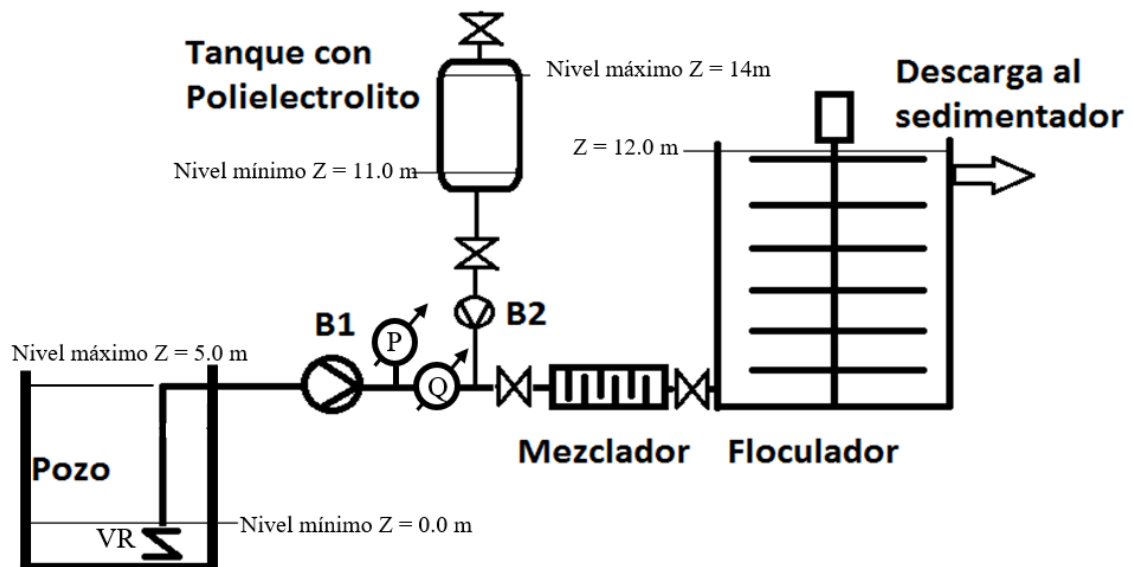 Tanque con
Polielectrolito
Nivel máximo Z = 14m
Descarga al
sedimentador
Z = 12.0 m
Nivel mínimo Z = 11.0 m
B1
B2
P
Nivel máximo Z = 5.0 m
Q
Mezclador
Floculador
Pozo
Nivel mínimo Z = 0.0 m
VR